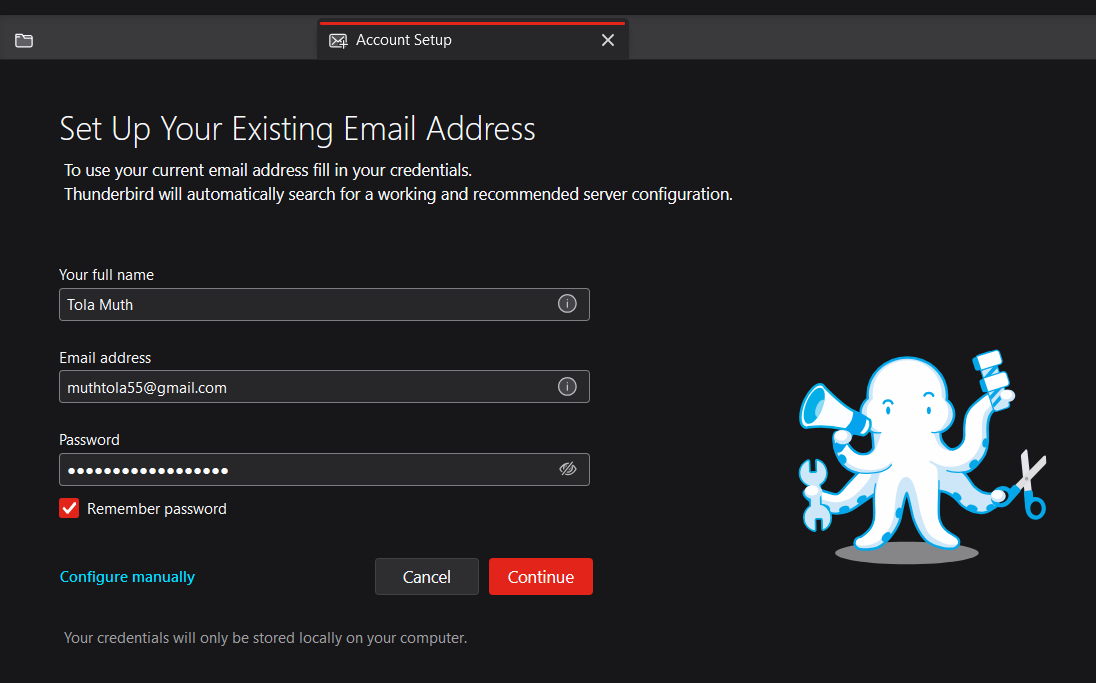 Account Setup
Set Up Your Existing Email Address
To use your current email address fill in your credentials.
Thunderbird will automatically search for a working and recommended server configuration.
Your full name
Tola Muth
Email address
muthtola55@gmail.com
Password
●●●●●●●●●●●●●●●●●●
Remember password
Configure manually
Cancel
Continue
Your credentials will only be stored locally on your computer.